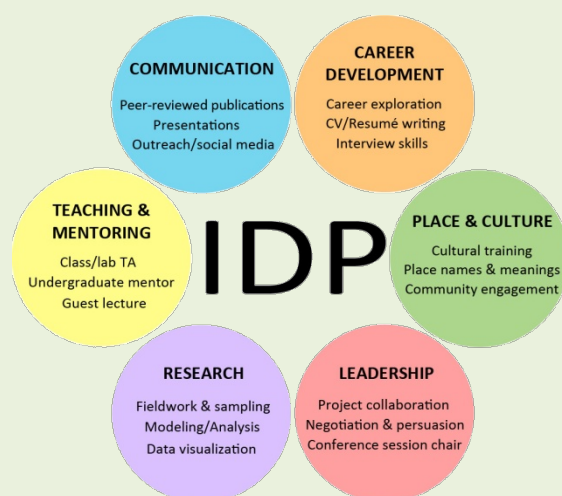 COMMUNICATION
Peer-reviewed publications
Presentations
Outreach/social media
CAREER
DEVELOPMENT
Career exploration
CV/Resumé writing
Interview skills
TEACHING &
MENTORING
Class/lab TA
Undergraduate mentor
Guest lecture
IDP
PLACE & CULTURE
Cultural training
Place names & meanings
Community engagement
RESEARCH
Fieldwork & sampling
Modeling/Analysis
Data visualization
LEADERSHIP
Project collaboration
Negotiation & persuasion
Conference session chair